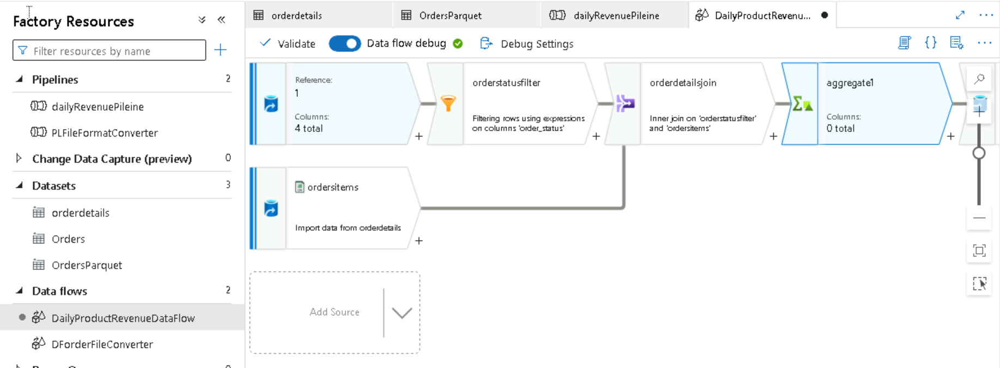 Factory Resources
Filter resources by name
Pipelines 2
dailyRevenuePileine
PLFileFormatConverter
Change Data Capture (preview) 0
Datasets 3
orderdetails
Orders
OrdersParquet
Data flows 2
DailyProductRevenueDataFlow
DForderFileConverter
orderdetails
OrdersParquet
dailyRevenuePileine
DailyProductRevenu...
Validate
Data flow debug
Debug Settings
Reference:
1
Columns:
4 total
orderstatusfilter
Filtering rows using expressions
on columns 'order_status'
orderdetailsjoin
Inner join on 'orderstatusfilter'
and 'ordersitems'
aggregate1
Columns:
0 total
ordersitems
Import data from orderdetails
Add Source